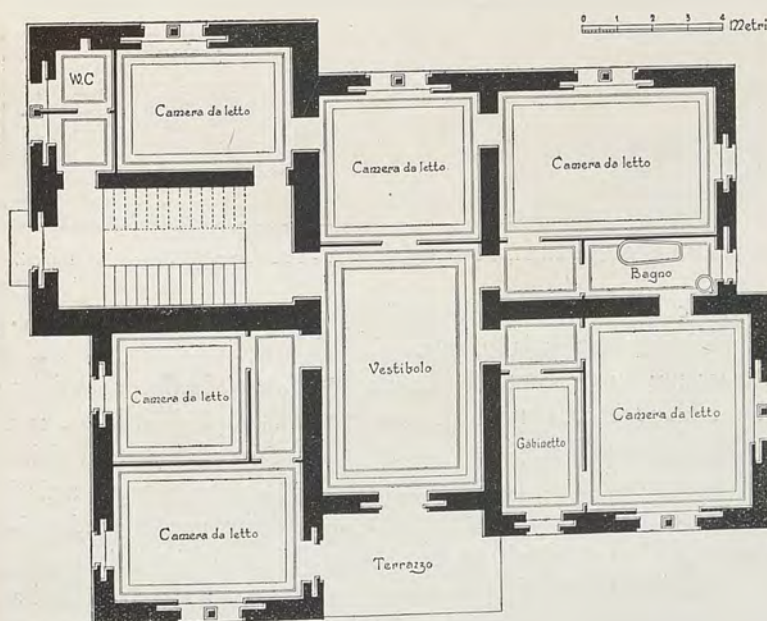 0 1 2 3 4 Metri
W.C
Camera da letto
Camera da letto
Camera da letto
Bagno
Camera da letto
Vestibolo
Camera da letto
Gabinetto
Camera da letto
Terrazzo